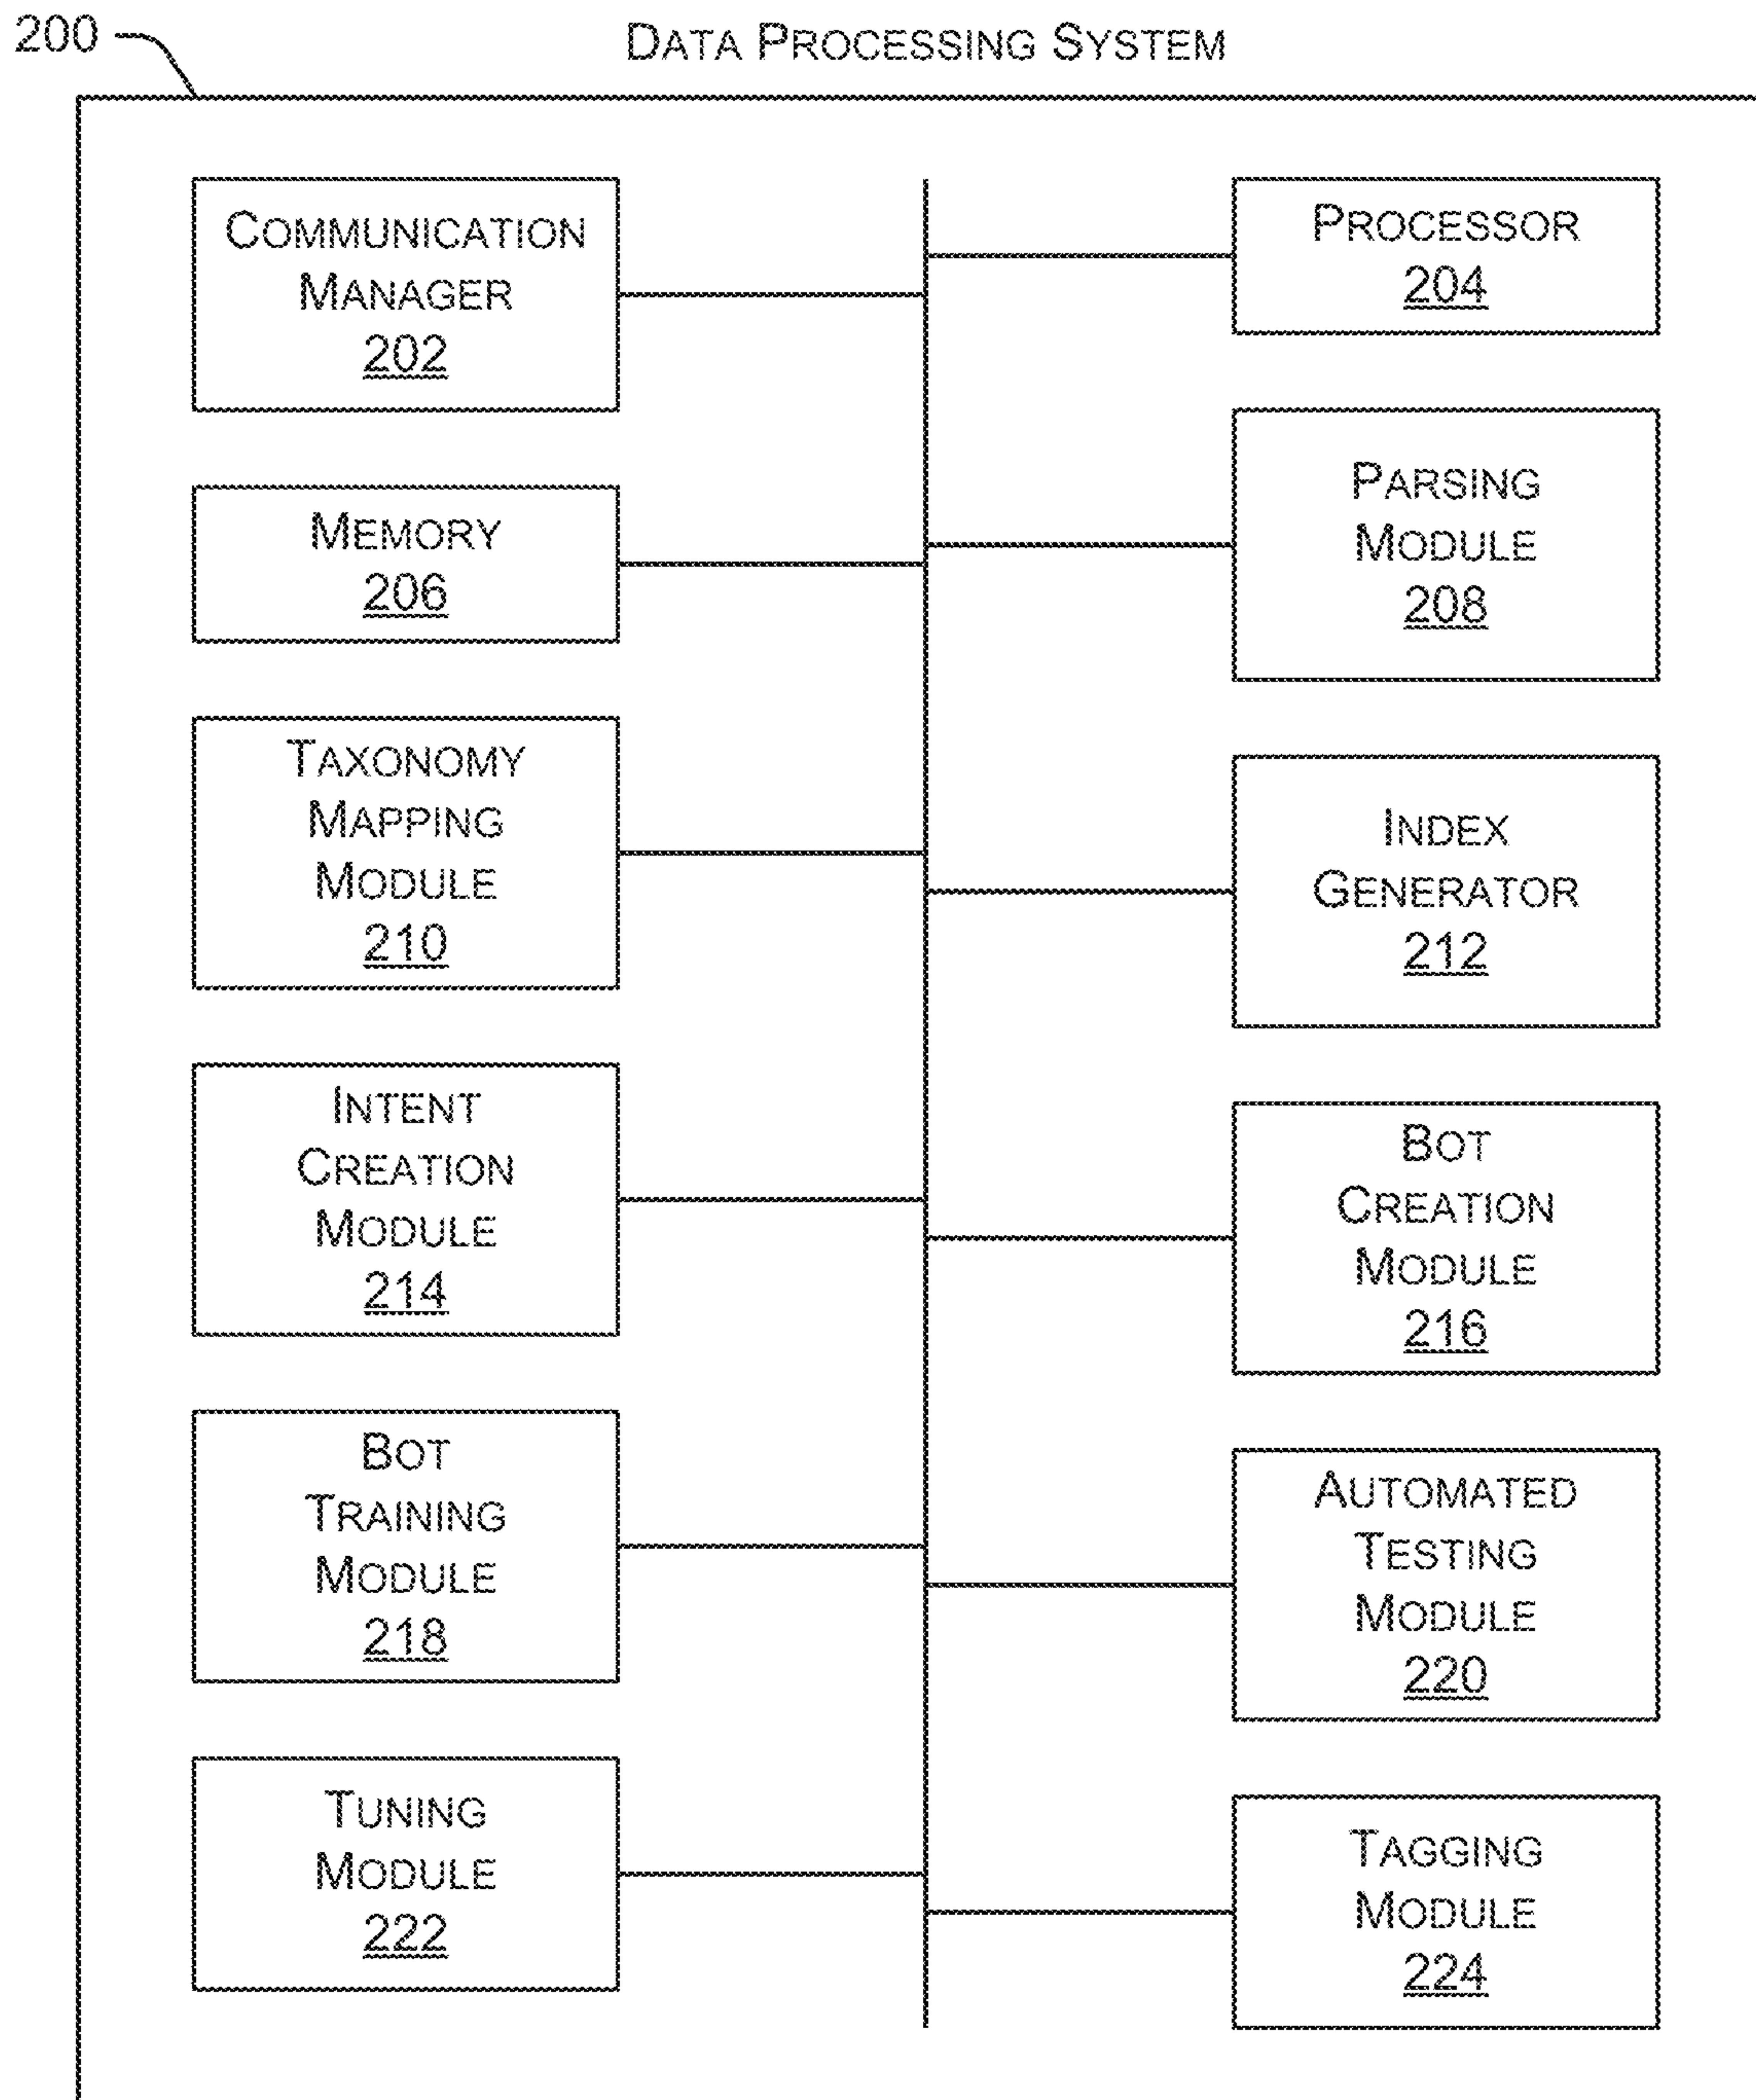 200
DATA PROCESSING SYSTEM
COMMUNICATION
MANAGER
202
PROCESSOR
204
MEMORY
206
PARSING
MODULE
208
TAXONOMY
MAPPING
MODULE
210
INDEX
GENERATOR
212
INTENT
CREATION
MODULE
214
BOT
CREATION
MODULE
216
BOT
TRAINING
MODULE
218
AUTOMATED
TESTING
MODULE
220
TUNING
MODULE
222
TAGGING
MODULE
224